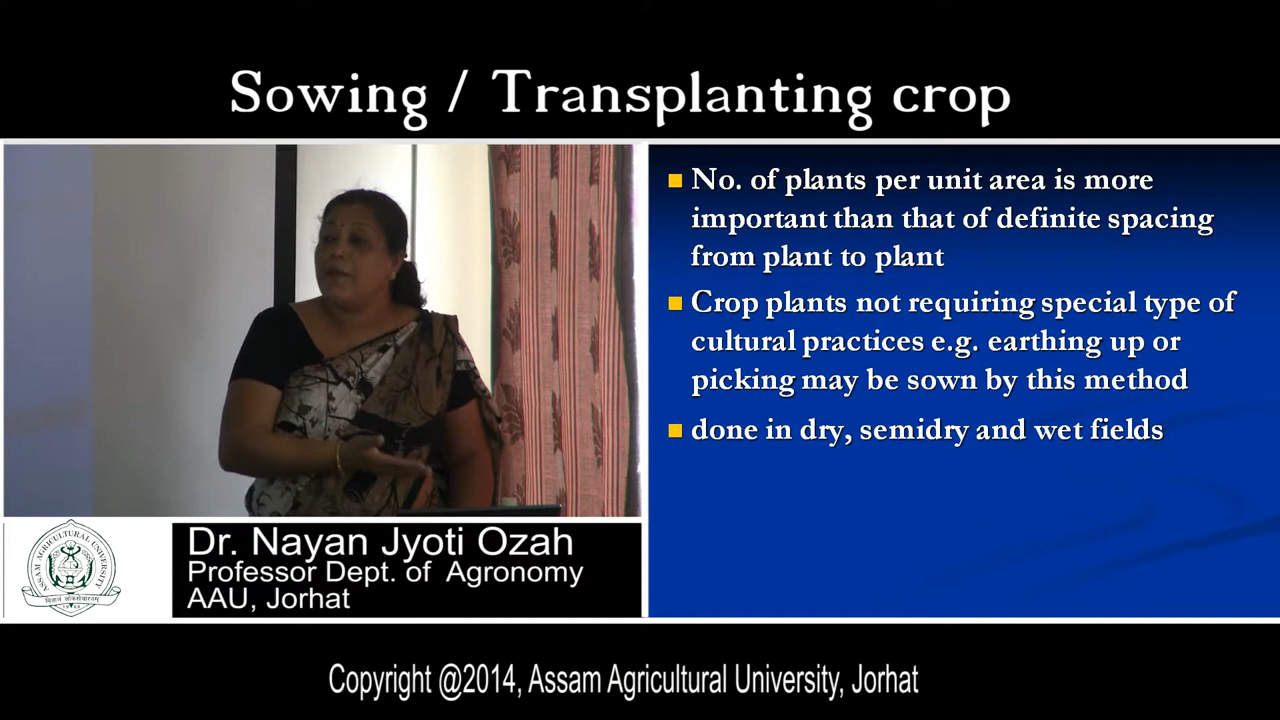 Sowing / Transplanting crop
No. of plants per unit area is more
important than that of definite spacing
from plant to plant
Crop plants not requiring special type of
cultural practices e.g. earthing up or
picking may be sown by this method
done in dry, semidry and wet fields
ASSAM AGRICULTURAL UNIVERSITY
Dr. Nayan Jyoti Ozah
Professor Dept. of Agronomy
AAU, Jorhat
Copyright @2014, Assam Agricultural University, Jorhat